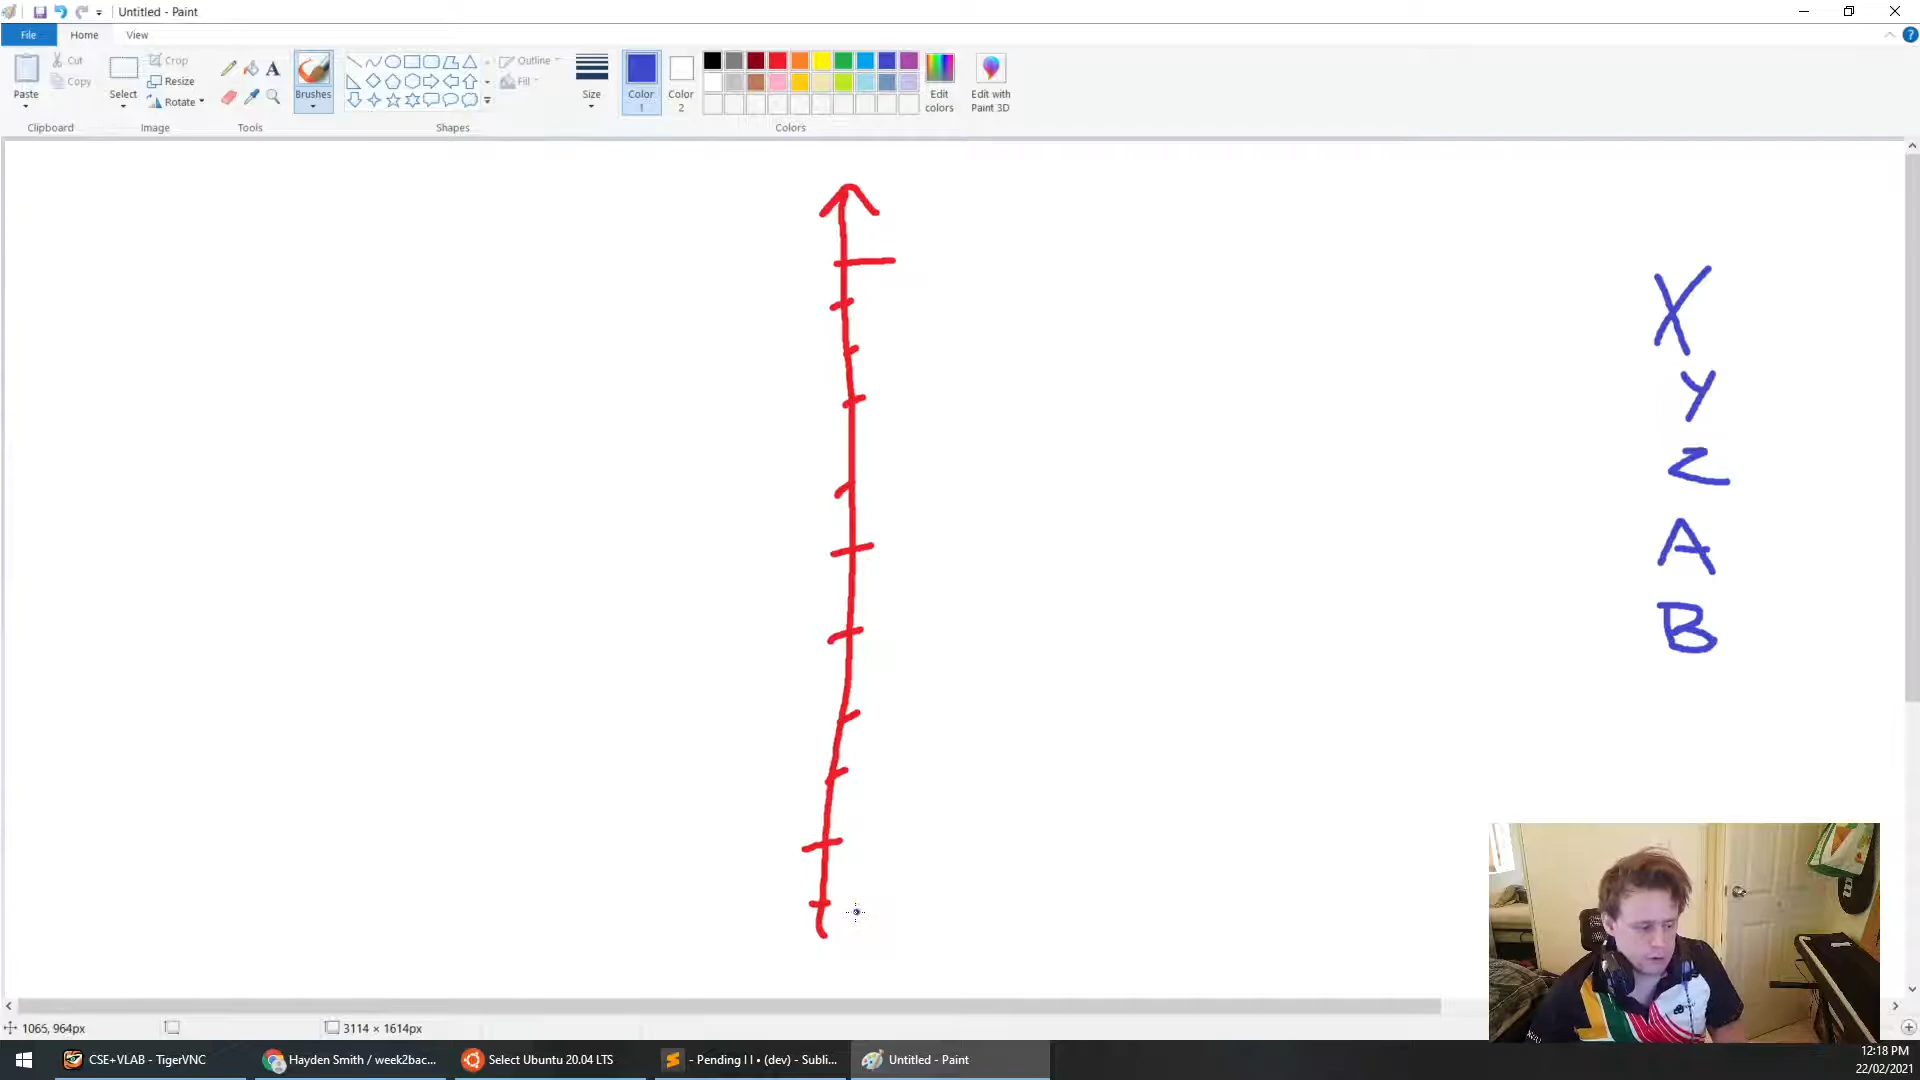 Untitled - Paint
File Home View
Paste
Cut
Copy
Clipboard
Select
Crop
Resize
Rotate
Image
A
Tools
Brushes
Outline
Fill
Shapes
Size
Color 1
Color 2
Colors
Edit colors
Edit with Paint 3D
X
Y
Z
A
B
1065, 964px
3114 × 1614px
CSE+VLAB - TigerVNC
Hayden Smith / week2bac...
Select Ubuntu 20.04 LTS
- Pending I I • (dev) - Subli...
Untitled - Paint
12:18 PM
22/02/2021